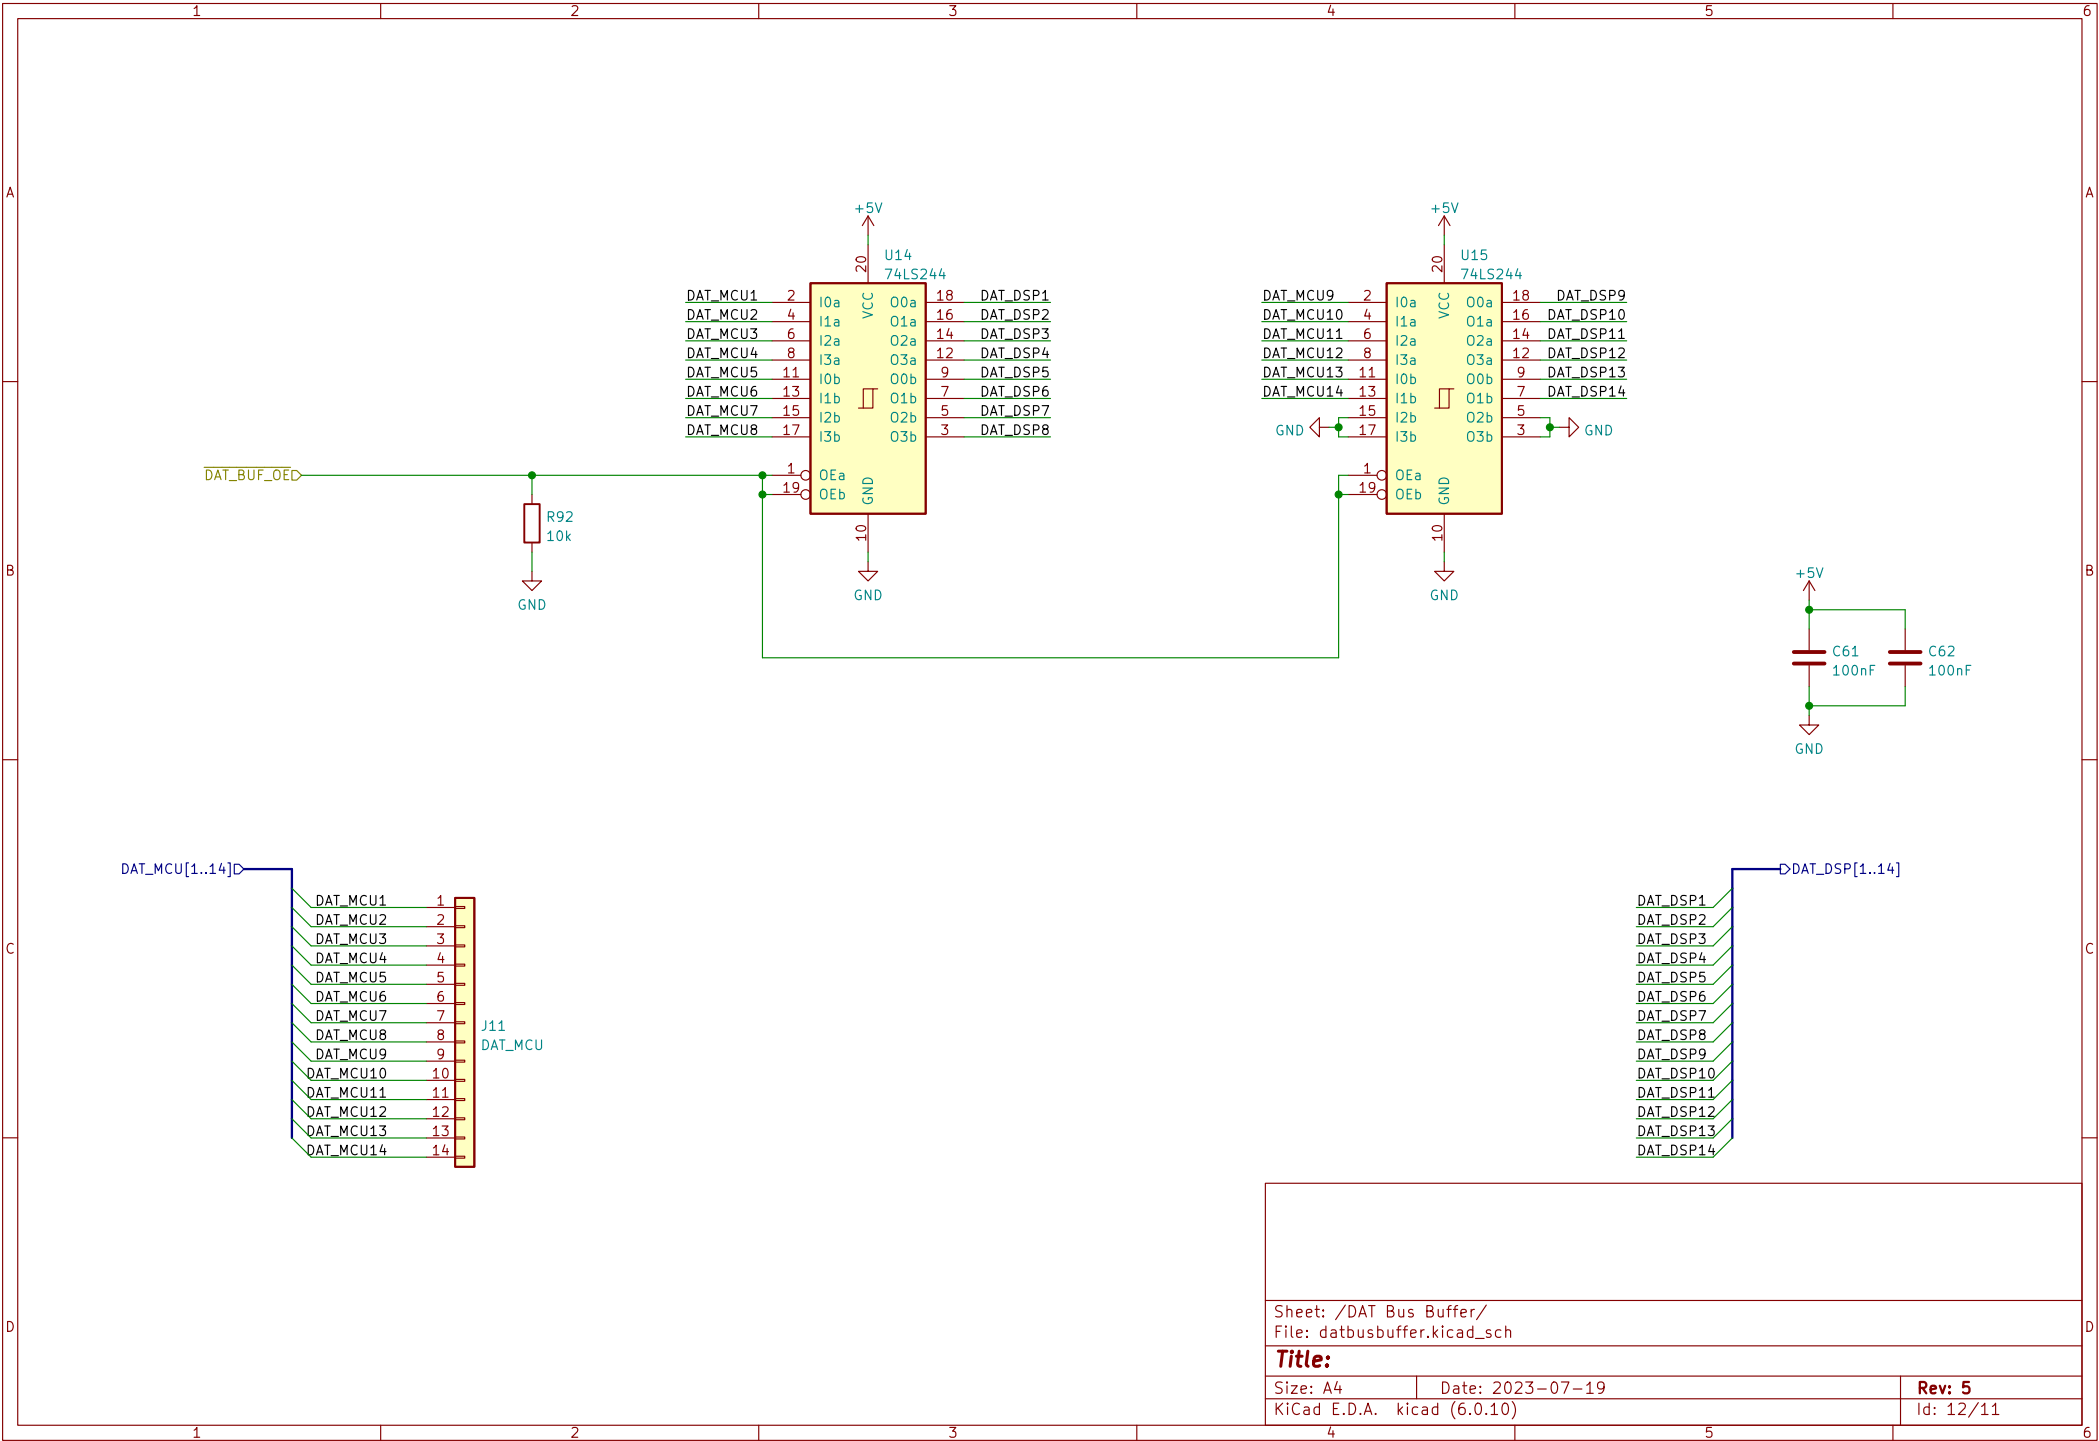 1 2 3 4 5 6
A A
+5V +5V
U14
74LS244
U15
74LS244
20 20
VCC VCC
DAT_MCU1 2 I0a O0a 18 DAT_DSP1
DAT_MCU2 4 I1a O1a 16 DAT_DSP2
DAT_MCU3 6 I2a O2a 14 DAT_DSP3
DAT_MCU4 8 I3a O3a 12 DAT_DSP4
DAT_MCU5 11 I0b O0b 9 DAT_DSP5
DAT_MCU6 13 I1b O1b 7 DAT_DSP6
DAT_MCU7 15 I2b O2b 5 DAT_DSP7
DAT_MCU8 17 I3b O3b 3 DAT_DSP8
DAT_MCU9 2 I0a O0a 18 DAT_DSP9
DAT_MCU10 4 I1a O1a 16 DAT_DSP10
DAT_MCU11 6 I2a O2a 14 DAT_DSP11
DAT_MCU12 8 I3a O3a 12 DAT_DSP12
DAT_MCU13 11 I0b O0b 9 DAT_DSP13
DAT_MCU14 13 I1b O1b 7 DAT_DSP14
15 I2b O2b 5
GND GND
17 I3b O3b 3
DAT_BUF_OE
1 OEa
19 OEb
GND
10
1 OEa
19 OEb
GND
10
R92
10k
GND
GND
GND
B B
+5V
C61
100nF
C62
100nF
GND
DAT_MCU[1..14]
DAT_MCU1 1
DAT_MCU2 2
DAT_MCU3 3
DAT_MCU4 4
DAT_MCU5 5
DAT_MCU6 6
DAT_MCU7 7
DAT_MCU8 8
DAT_MCU9 9
DAT_MCU10 10
DAT_MCU11 11
DAT_MCU12 12
DAT_MCU13 13
DAT_MCU14 14
J11
DAT_MCU
DAT_DSP[1..14]
DAT_DSP1
DAT_DSP2
DAT_DSP3
DAT_DSP4
DAT_DSP5
DAT_DSP6
DAT_DSP7
DAT_DSP8
DAT_DSP9
DAT_DSP10
DAT_DSP11
DAT_DSP12
DAT_DSP13
DAT_DSP14
C C
D D
Sheet: /DAT Bus Buffer/
File: datbusbuffer.kicad_sch
Title:
Size: A4 Date: 2023-07-19 Rev: 5
KiCad E.D.A. kicad (6.0.10) Id: 12/11
1 2 3 4 5 6